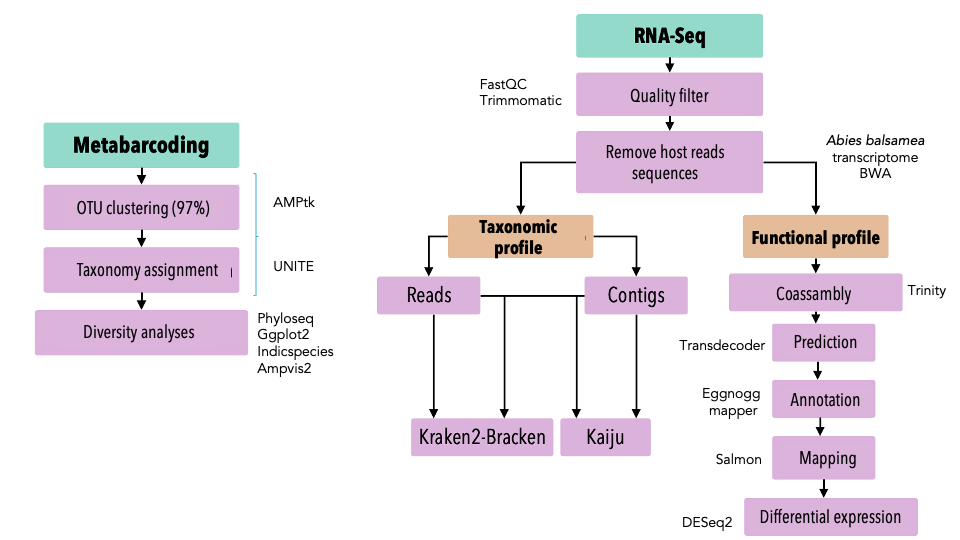 Metabarcoding
OTU clustering (97%)
AMPtk
Taxonomy assignment
UNITE
Diversity analyses
Phyloseq
Ggplot2
Indicspecies
Ampvis2
RNA-Seq
FastQC
Trimmomatic
Quality filter
Remove host reads
sequences
Abies balsamea
transcriptome
BWA
Taxonomic
profile
Reads
Contigs
Kraken2-Bracken
Kaiju
Functional profile
Coassambly
Trinity
Transdecoder
Prediction
Eggnogg
mapper
Annotation
Salmon
Mapping
DESeq2
Differential expression